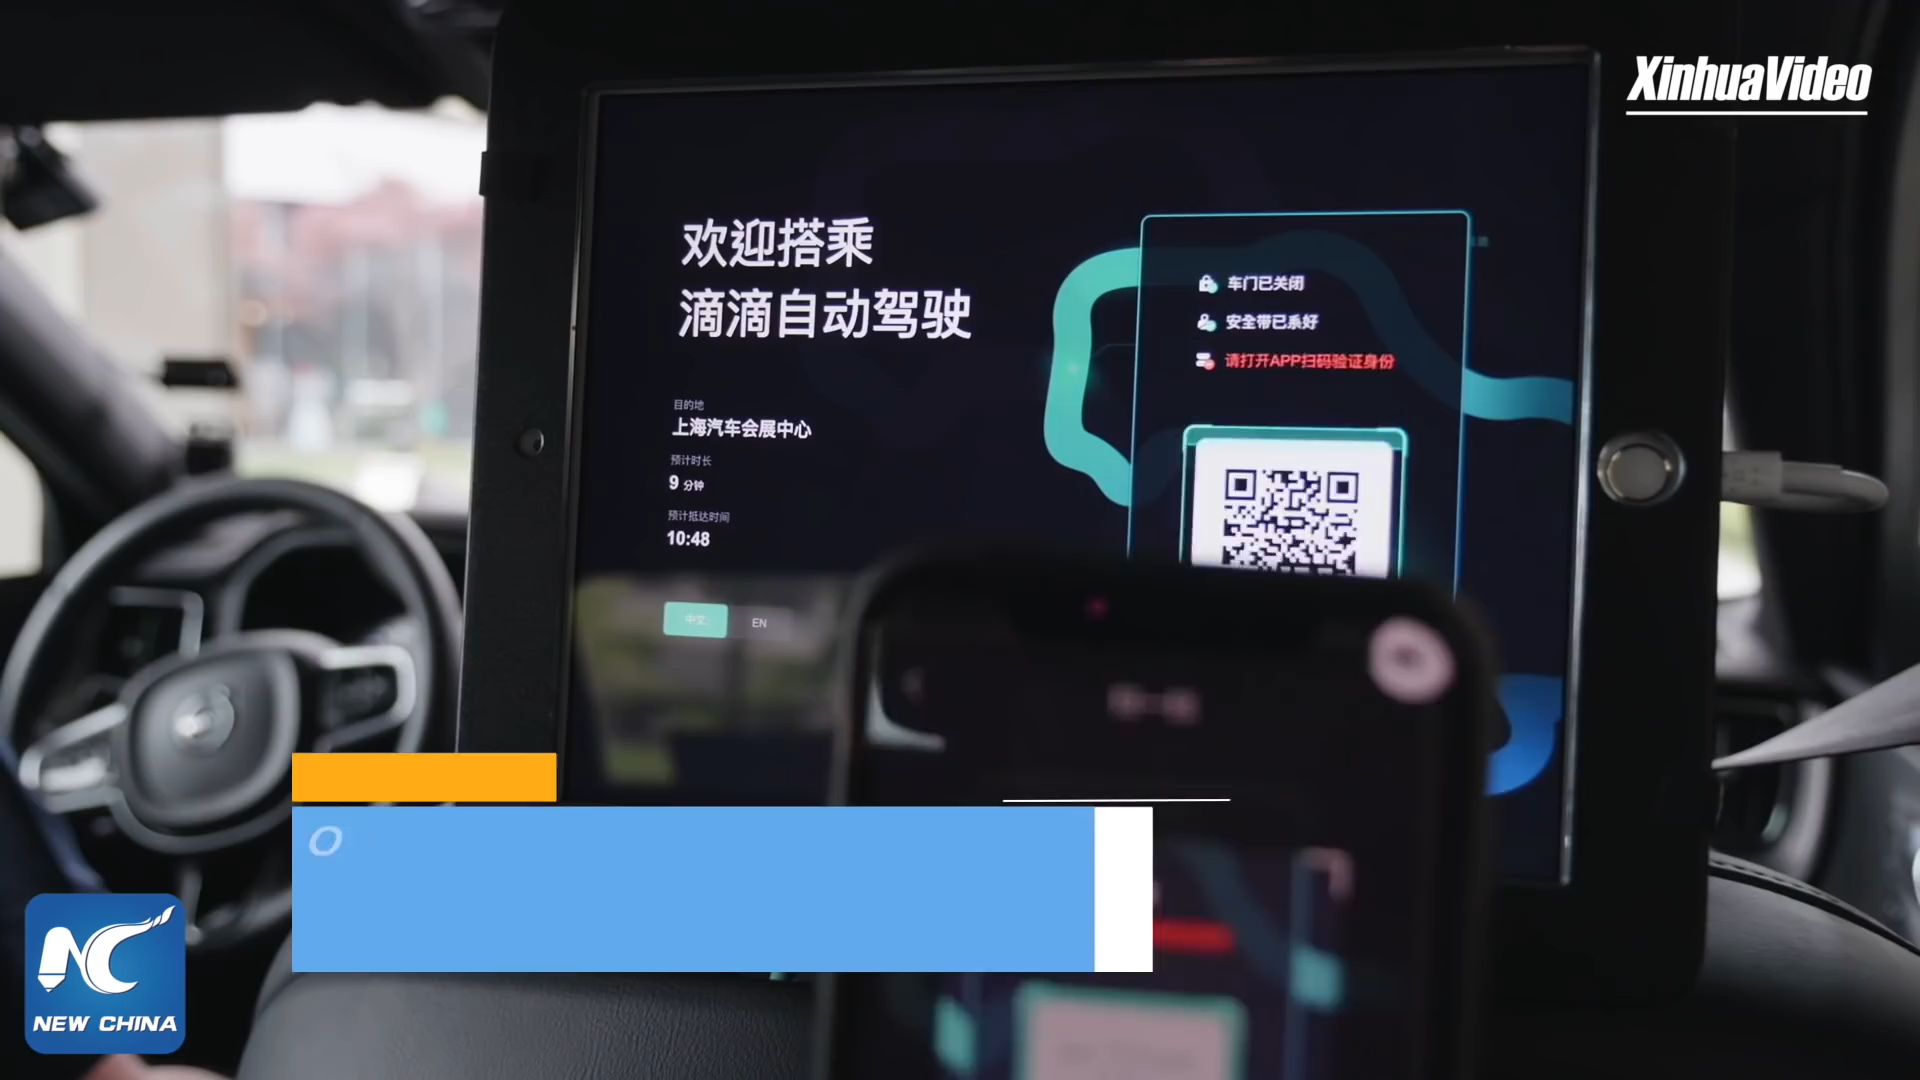 XinhuaVideo
欢迎搭乘
滴滴自动驾驶
目的地
上海汽车会展中心
预计时长
9 分钟
预计抵达时间
10:48
中文
EN
车门已关闭
安全带已系好
请打开APP扫码验证身份
O
NEW CHINA